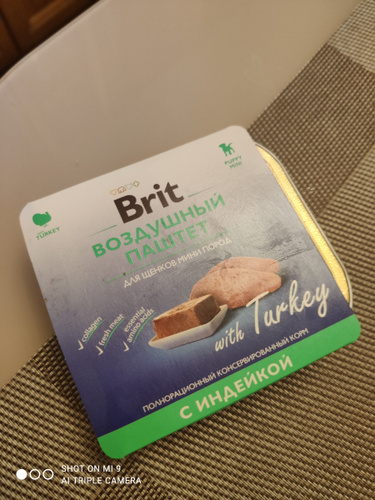 Brit
TURKEY
PUPPY
MINI
ВОЗДУШНЫЙ
ПАШТЕТ
ДЛЯ ЩЕНКОВ МИНИ ПОРОД
collagen
fresh meat
essential
amino acids
with Turkey
ПОЛНОРАЦИОННЫЙ КОНСЕРВИРОВАННЫЙ КОРМ
С ИНДЕЙКОЙ
SHOT ON MI 9
AI TRIPLE CAMERA